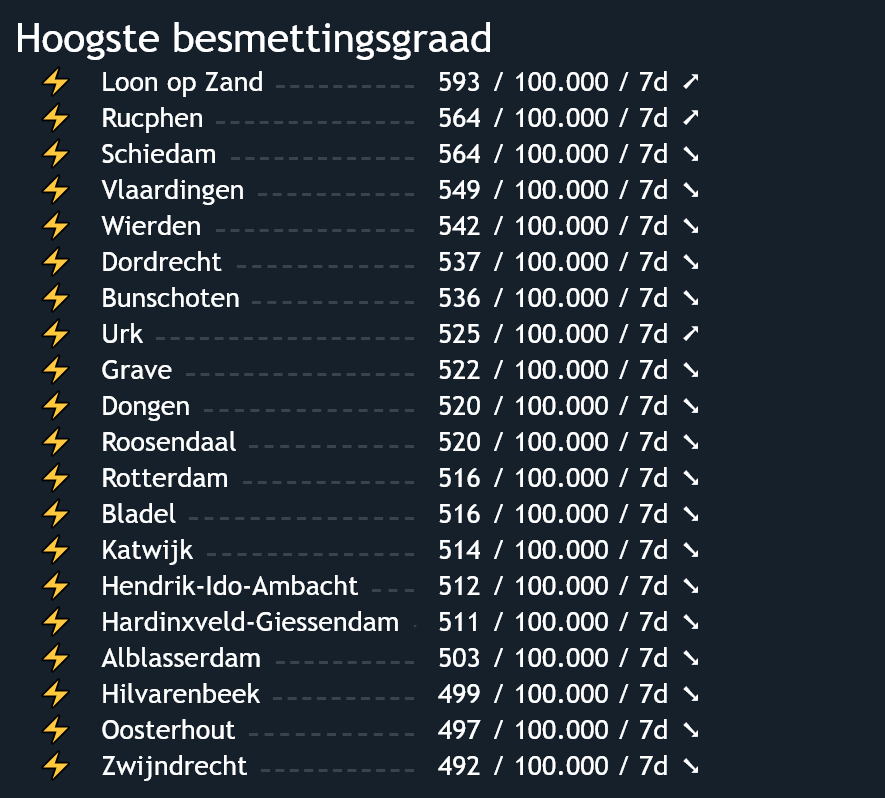 Hoogste besmettingsgraad
⚡ Loon op Zand 593 / 100.000 / 7d ➚
⚡ Rucphen 564 / 100.000 / 7d ➚
⚡ Schiedam 564 / 100.000 / 7d ➘
⚡ Vlaardingen 549 / 100.000 / 7d ➘
⚡ Wierden 542 / 100.000 / 7d ➘
⚡ Dordrecht 537 / 100.000 / 7d ➘
⚡ Bunschoten 536 / 100.000 / 7d ➘
⚡ Urk 525 / 100.000 / 7d ➚
⚡ Grave 522 / 100.000 / 7d ➘
⚡ Dongen 520 / 100.000 / 7d ➘
⚡ Roosendaal 520 / 100.000 / 7d ➘
⚡ Rotterdam 516 / 100.000 / 7d ➘
⚡ Bladel 516 / 100.000 / 7d ➘
⚡ Katwijk 514 / 100.000 / 7d ➘
⚡ Hendrik-Ido-Ambacht 512 / 100.000 / 7d ➘
⚡ Hardinxveld-Giessendam 511 / 100.000 / 7d ➘
⚡ Alblasserdam 503 / 100.000 / 7d ➘
⚡ Hilvarenbeek 499 / 100.000 / 7d ➘
⚡ Oosterhout 497 / 100.000 / 7d ➘
⚡ Zwijndrecht 492 / 100.000 / 7d ➘